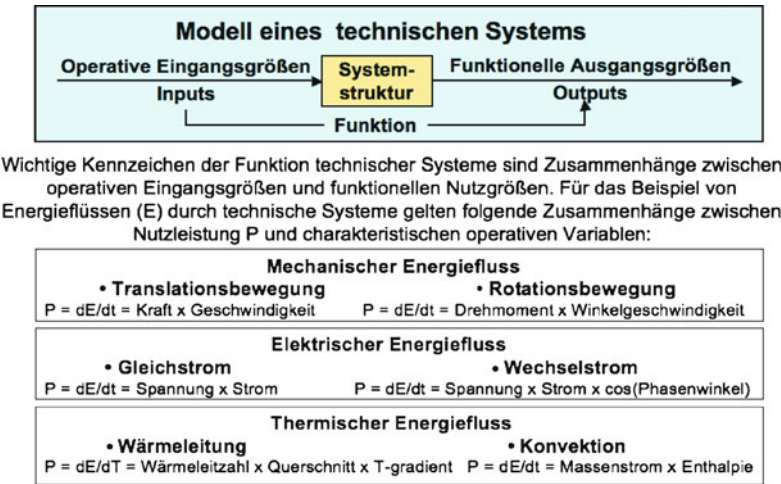 Modell eines technischen Systems
Operative Eingangsgrößen
System-
struktur
Funktionelle Ausgangsgrößen
Inputs
Outputs
Funktion
Wichtige Kennzeichen der Funktion technischer Systeme sind Zusammenhänge zwischen
operativen Eingangsgrößen und funktionellen Nutzgrößen. Für das Beispiel von
Energieflüssen (E) durch technische Systeme gelten folgende Zusammenhänge zwischen
Nutzleistung P und charakteristischen operativen Variablen:
Mechanischer Energiefluss
• Translationsbewegung • Rotationsbewegung
P = dE/dt = Kraft x Geschwindigkeit P = dE/dt = Drehmoment x Winkelgeschwindigkeit
Elektrischer Energiefluss
• Gleichstrom • Wechselstrom
P = dE/dt = Spannung x Strom P = dE/dt = Spannung x Strom x cos(Phasenwinkel)
Thermischer Energiefluss
• Wärmeleitung • Konvektion
P = dE/dT = Wärmeleitzahl x Querschnitt x T-gradient P = dE/dt = Massenstrom x Enthalpie